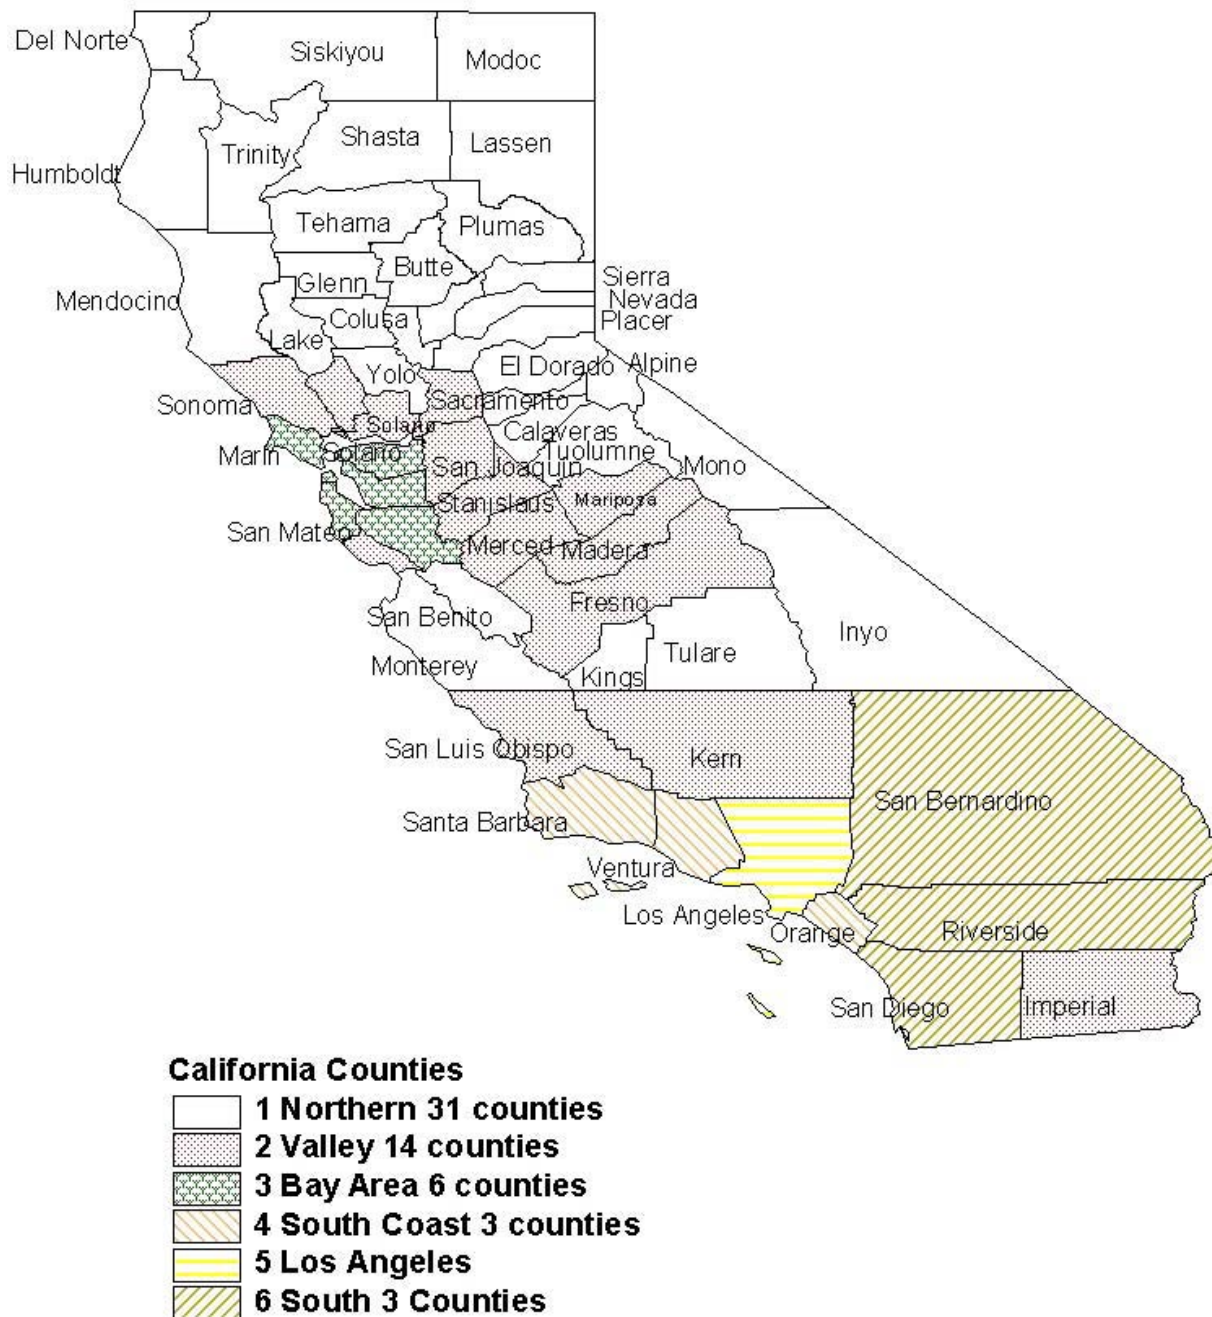 Del Norte
Siskiyou
Modoc
Humboldt
Trinity
Shasta
Lassen
Tehama
Plumas
Mendocino
Glenn
Butte
Sierra
Nevada
Placer
Colusa
Lake
Yolo
El Dorado
Alpine
Sonoma
Sacramento
Solano
Calaveras
Tuolumne
Marin
Solano
San Joaquin
Mono
Stanislaus
Mariposa
San Mateo
Merced
Madera
San Benito
Fresno
Inyo
Monterey
Kings
Tulare
San Luis Obispo
Kern
San Bernardino
Santa Barbara
Ventura
Los Angeles
Orange
Riverside
San Diego
Imperial
California Counties
1 Northern 31 counties
2 Valley 14 counties
3 Bay Area 6 counties
4 South Coast 3 counties
5 Los Angeles
6 South 3 Counties